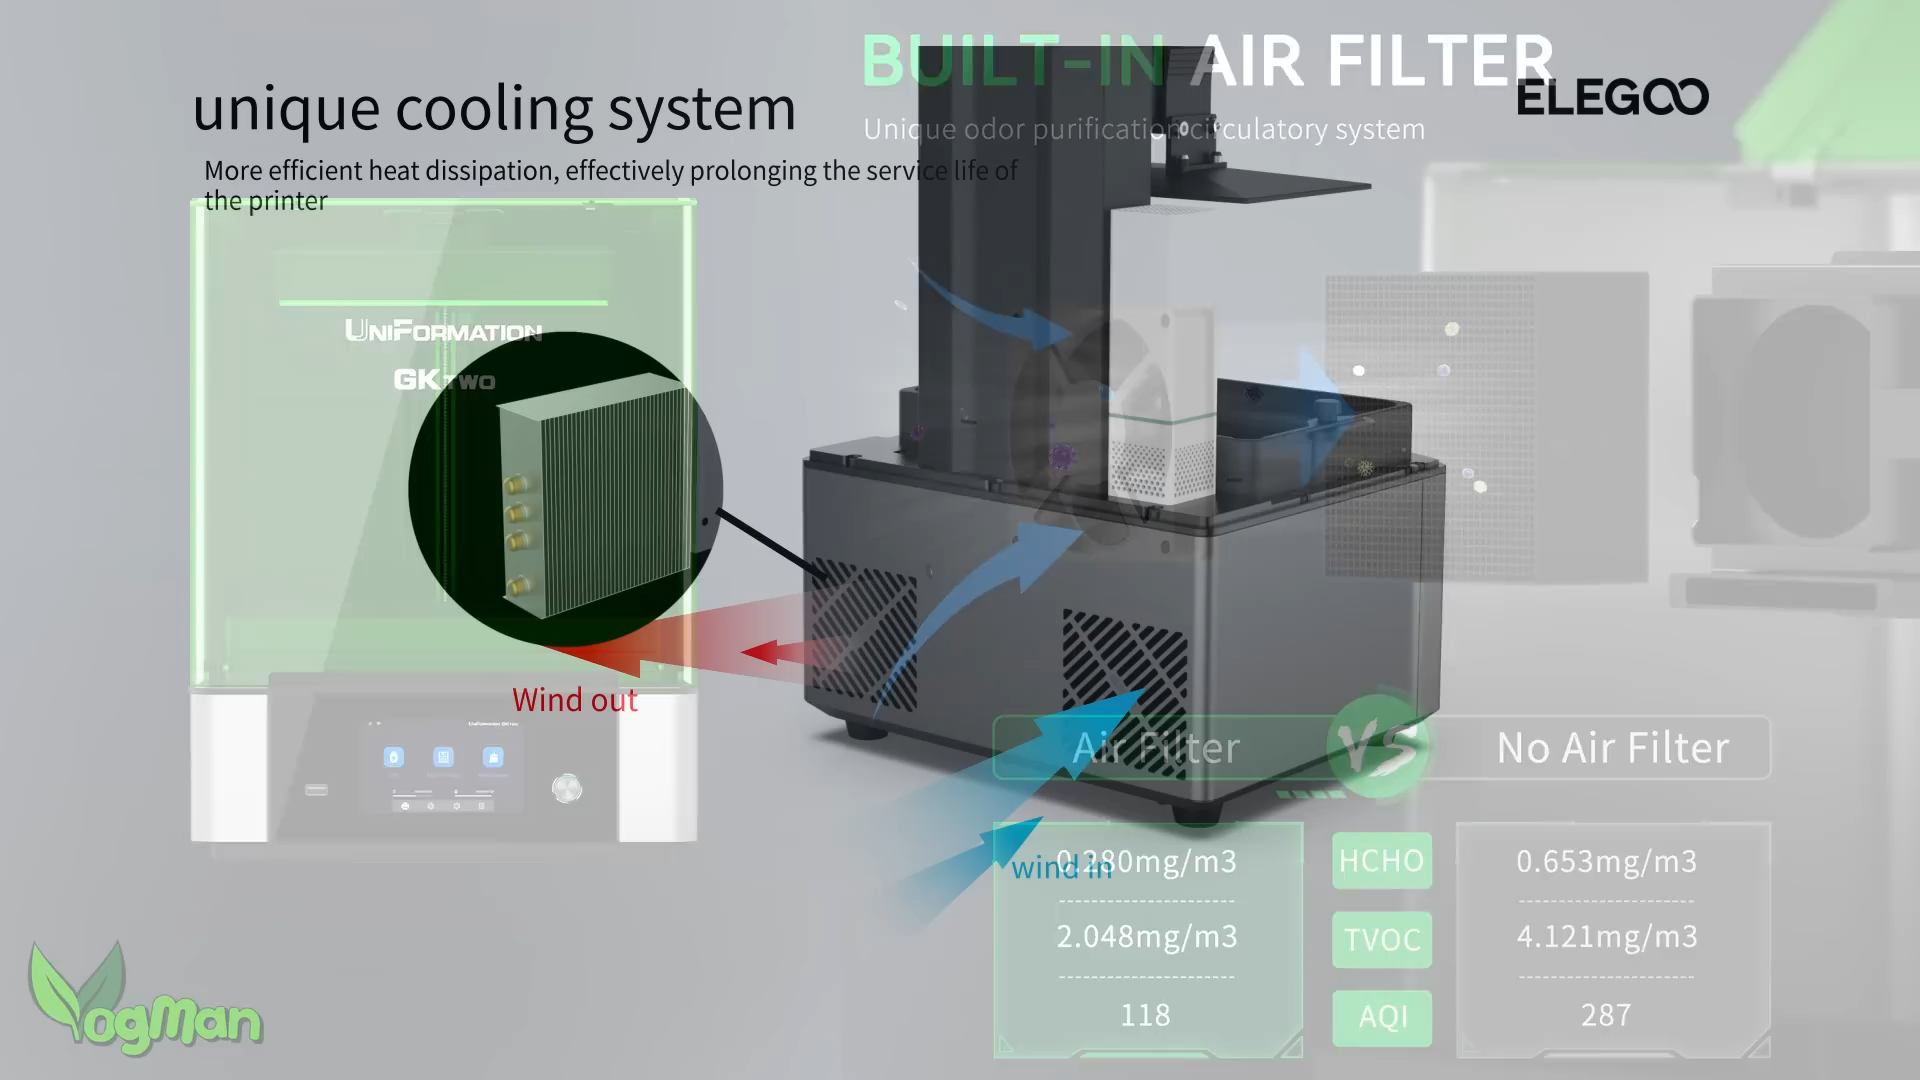 BUILT-IN AIR FILTER
ELEGOO
unique cooling system
Unique odor purification circulatory system
More efficient heat dissipation, effectively prolonging the service life of
the printer
UNIFORMATION
GKTWO
Wind out
Air Filter
VS
No Air Filter
wind in
0.280mg/m3
HCHO
0.653mg/m3
2.048mg/m3
TVOC
4.121mg/m3
118
AQI
287
YogMan